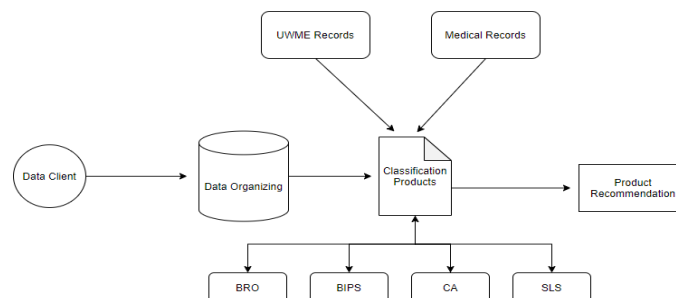 UWME Records
Medical Records
Data Client
Data Organizing
Classification
Products
Product
Recommendation
BRO
BIPS
CA
SLS